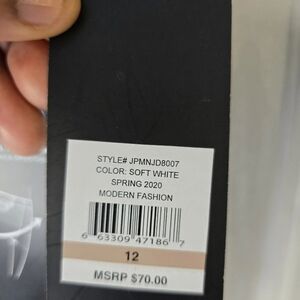 STYLE# JPMNJD8007
COLOR: SOFT WHITE
SPRING 2020
MODERN FASHION
6 63309 47186 7
12
MSRP $70.00